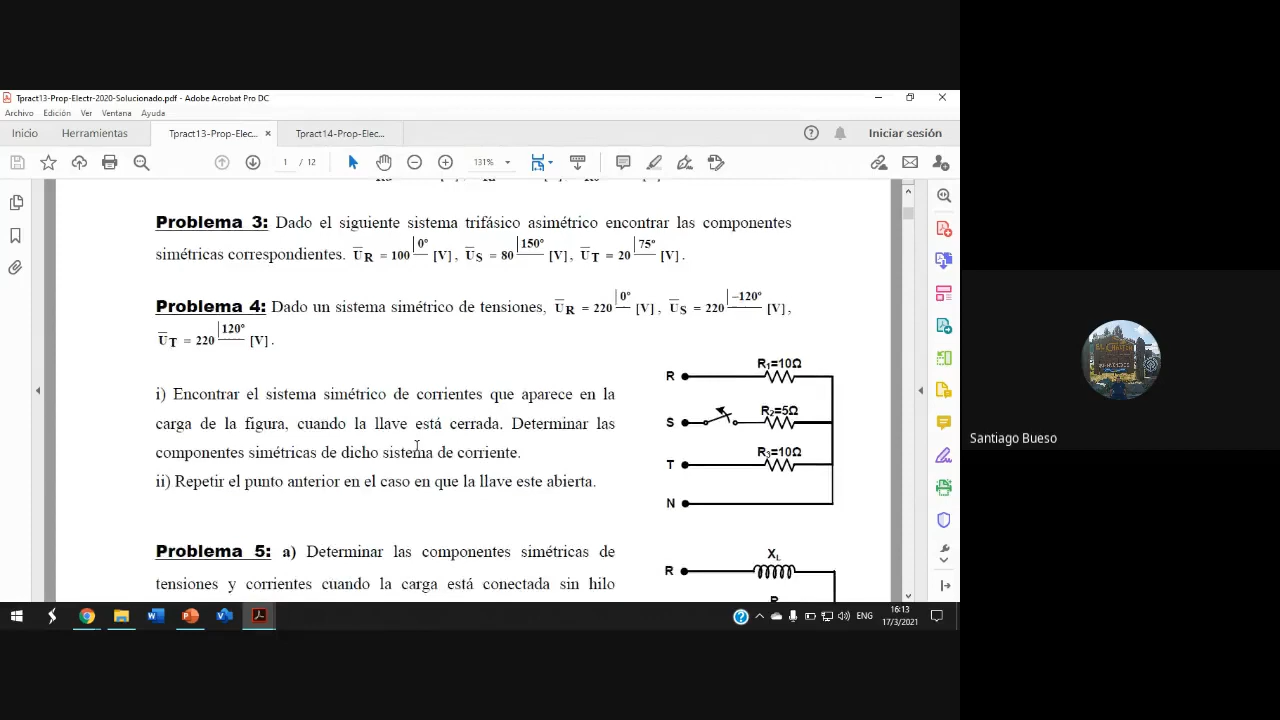 Tpract13-Prop-Electr-2020-Solucionado.pdf - Adobe Acrobat Pro DC
Archivo Edición Ver Ventana Ayuda
Inicio Herramientas Tpract13-Prop-Elec... × Tpract14-Prop-Elec... Iniciar sesión
1 / 12 131%
Problema 3: Dado el siguiente sistema trifásico asimétrico encontrar las componentes
simétricas correspondientes. U̅R = 100 |0° [V], U̅S = 80 |150° [V], U̅T = 20 |75° [V].
Problema 4: Dado un sistema simétrico de tensiones, U̅R = 220 |0° [V], U̅S = 220 |−120° [V],
U̅T = 220 |120° [V].
i) Encontrar el sistema simétrico de corrientes que aparece en la
carga de la figura, cuando la llave está cerrada. Determinar las
componentes simétricas de dicho sistema de corriente.
ii) Repetir el punto anterior en el caso en que la llave este abierta.
R R1=10Ω
S R2=5Ω
T R3=10Ω
N
Problema 5: a) Determinar las componentes simétricas de
tensiones y corrientes cuando la carga está conectada sin hilo
XL
R
R
ENG
16:13
17/3/2021
Santiago Bueso